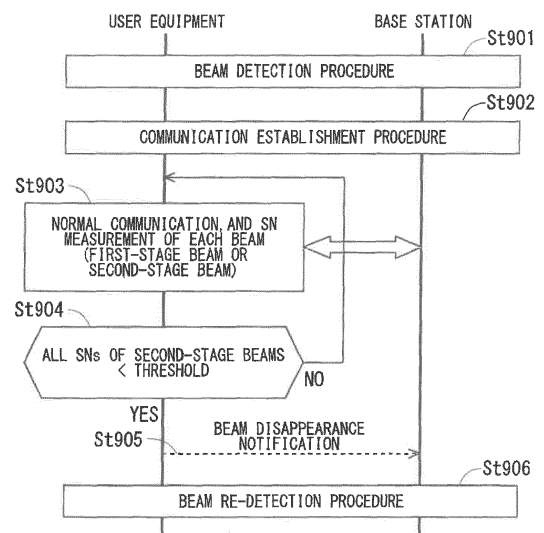 USER EQUIPMENT
BASE STATION
St901
BEAM DETECTION PROCEDURE
St902
COMMUNICATION ESTABLISHMENT PROCEDURE
St903
NORMAL COMMUNICATION, AND SN
MEASUREMENT OF EACH BEAM
(FIRST-STAGE BEAM OR
SECOND-STAGE BEAM)
St904
ALL SNs OF SECOND-STAGE BEAMS
< THRESHOLD
NO
YES
St905
BEAM DISAPPEARANCE
NOTIFICATION
St906
BEAM RE-DETECTION PROCEDURE